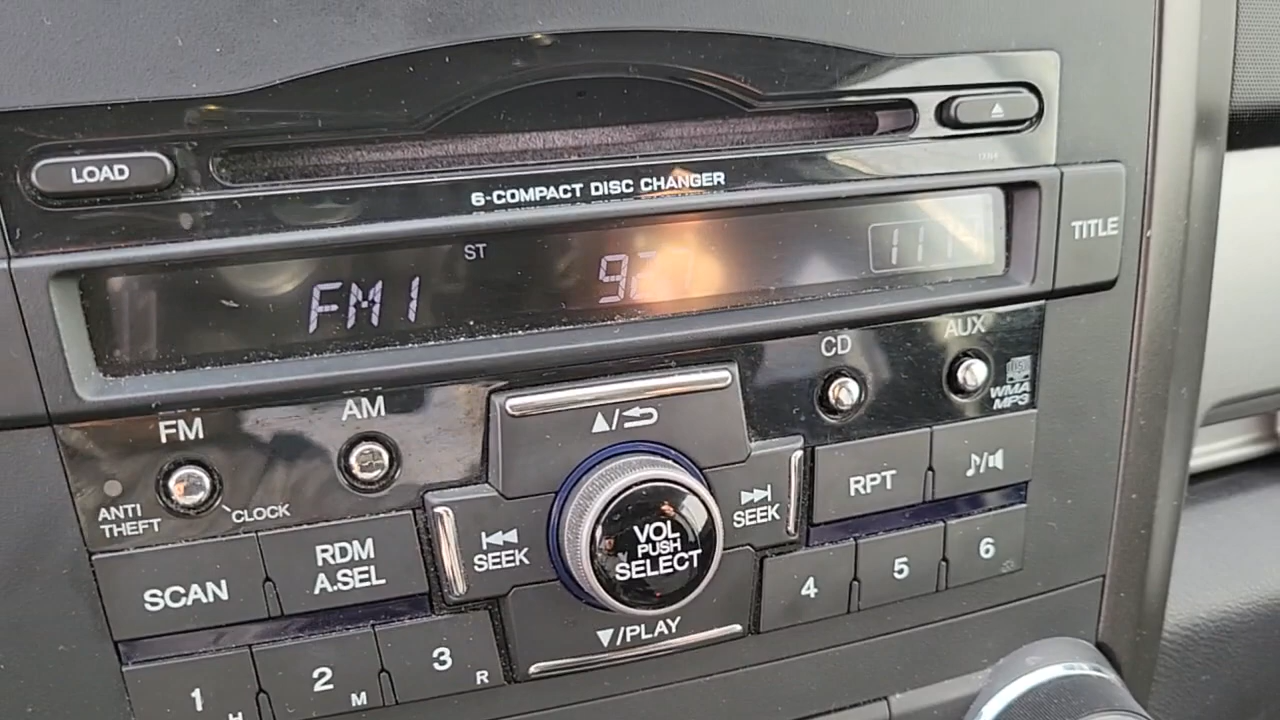 LOAD
6-COMPACT DISC CHANGER
TITLE
ST
FM1
CD
AUX
WMA
MP3
FM
AM
ANTI
THEFT
CLOCK
▲/⮌
VOL
PUSH
SELECT
SEEK
SEEK
▼/PLAY
RPT
SCAN
RDM
A.SEL
1
H
2
M
3
R
4
5
6